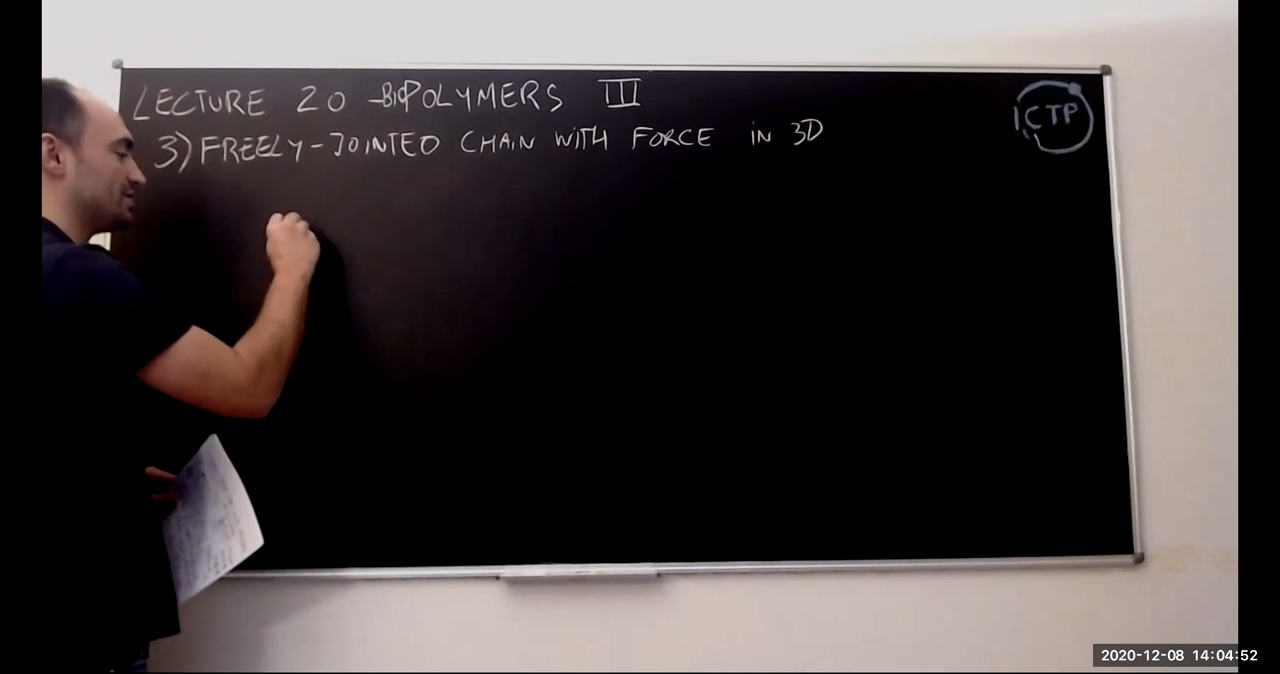 LECTURE 20 - BIOPOLYMERS III
ICTP
3) FREELY-JOINTED CHAIN WITH FORCE IN 3D
2020-12-08 14:04:52